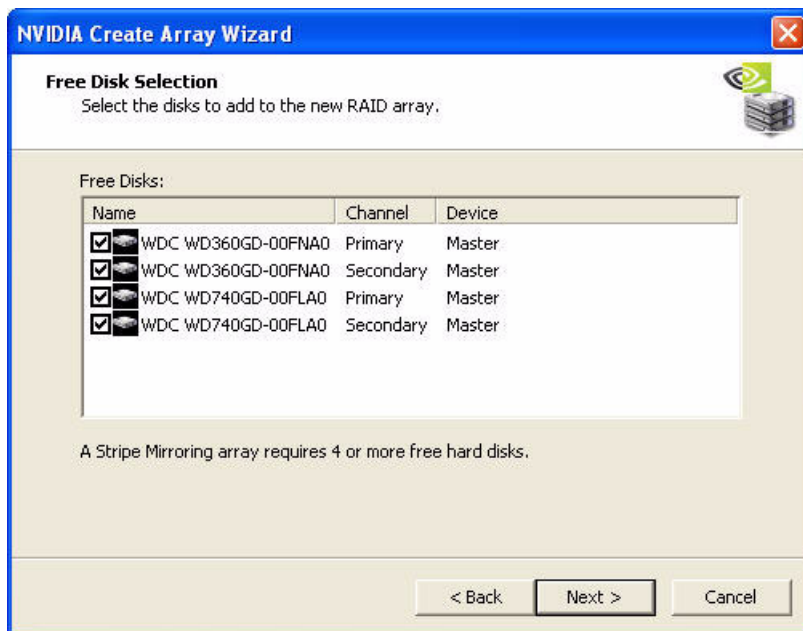 NVIDIA Create Array Wizard
Free Disk Selection
Select the disks to add to the new RAID array.
Free Disks:
Name Channel Device
WDC WD360GD-00FNA0 Primary Master
WDC WD360GD-00FNA0 Secondary Master
WDC WD740GD-00FLA0 Primary Master
WDC WD740GD-00FLA0 Secondary Master
A Stripe Mirroring array requires 4 or more free hard disks.
< Back Next > Cancel